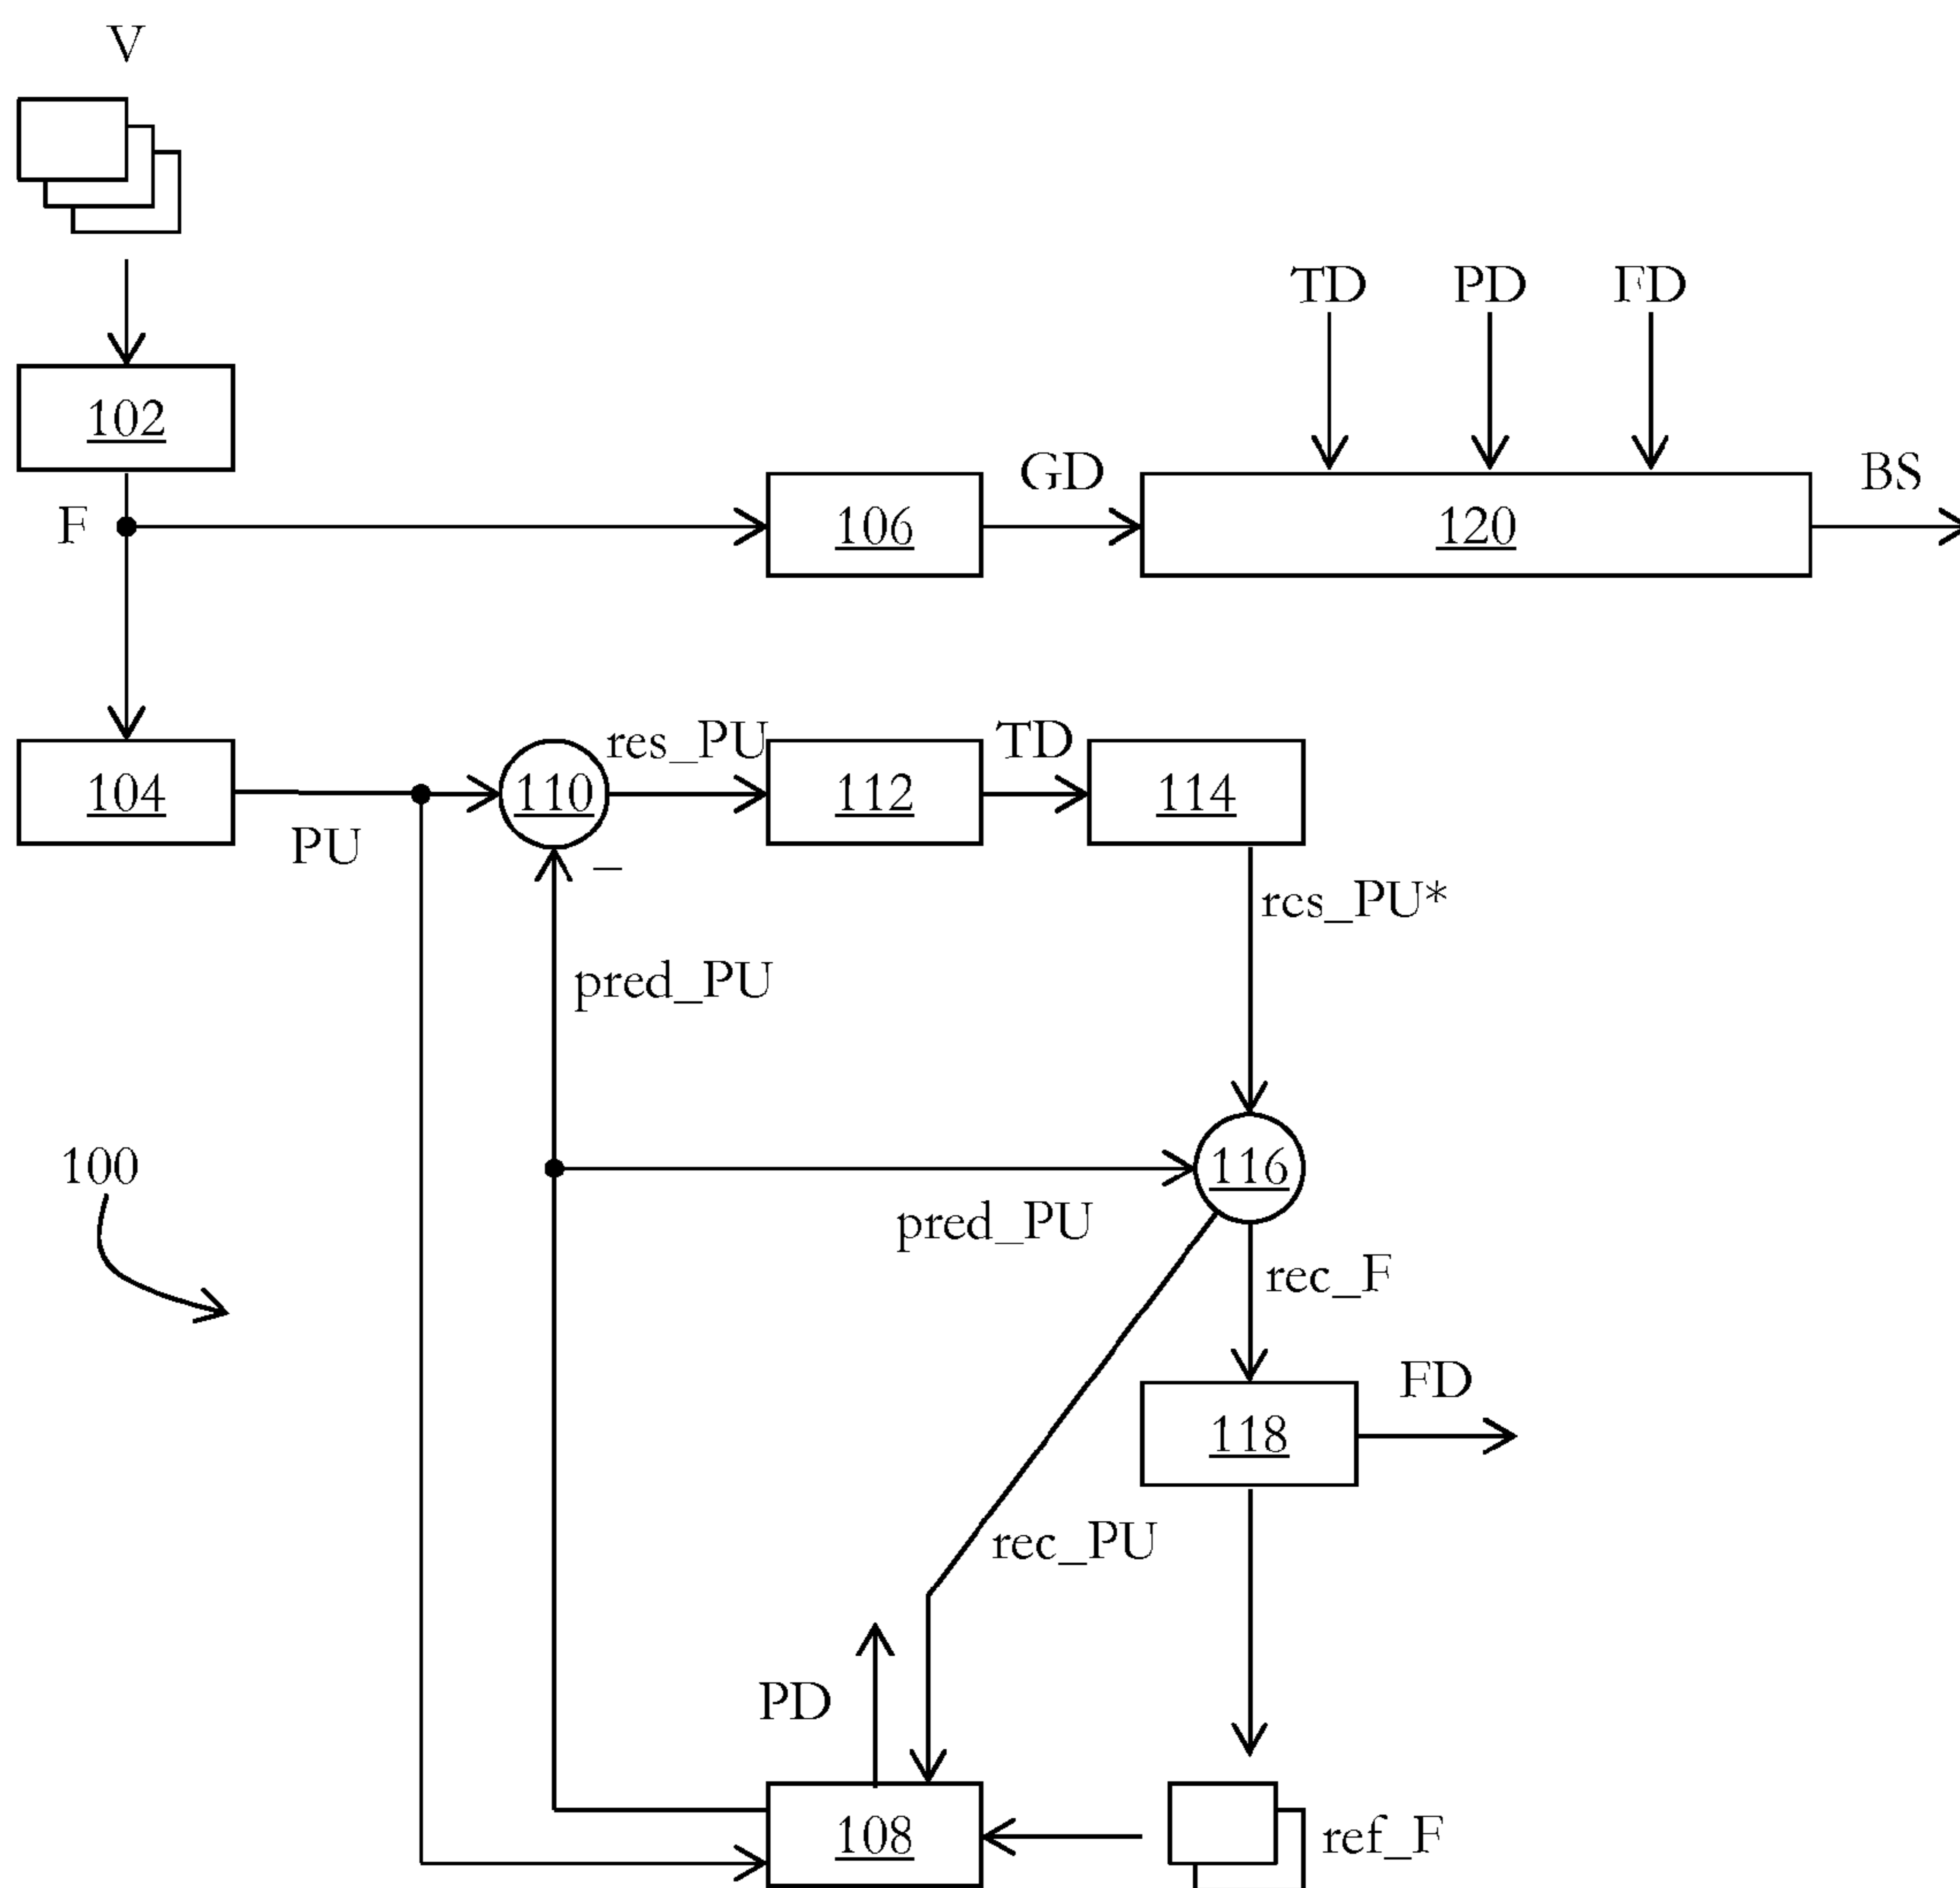 V
TD PD FD
102
GD BS
F 106 120
res_PU TD
104 110 112 114
PU –
res_PU*
pred_PU
100 116
pred_PU
rec_F
FD
118
rec_PU
PD
108 ref_F